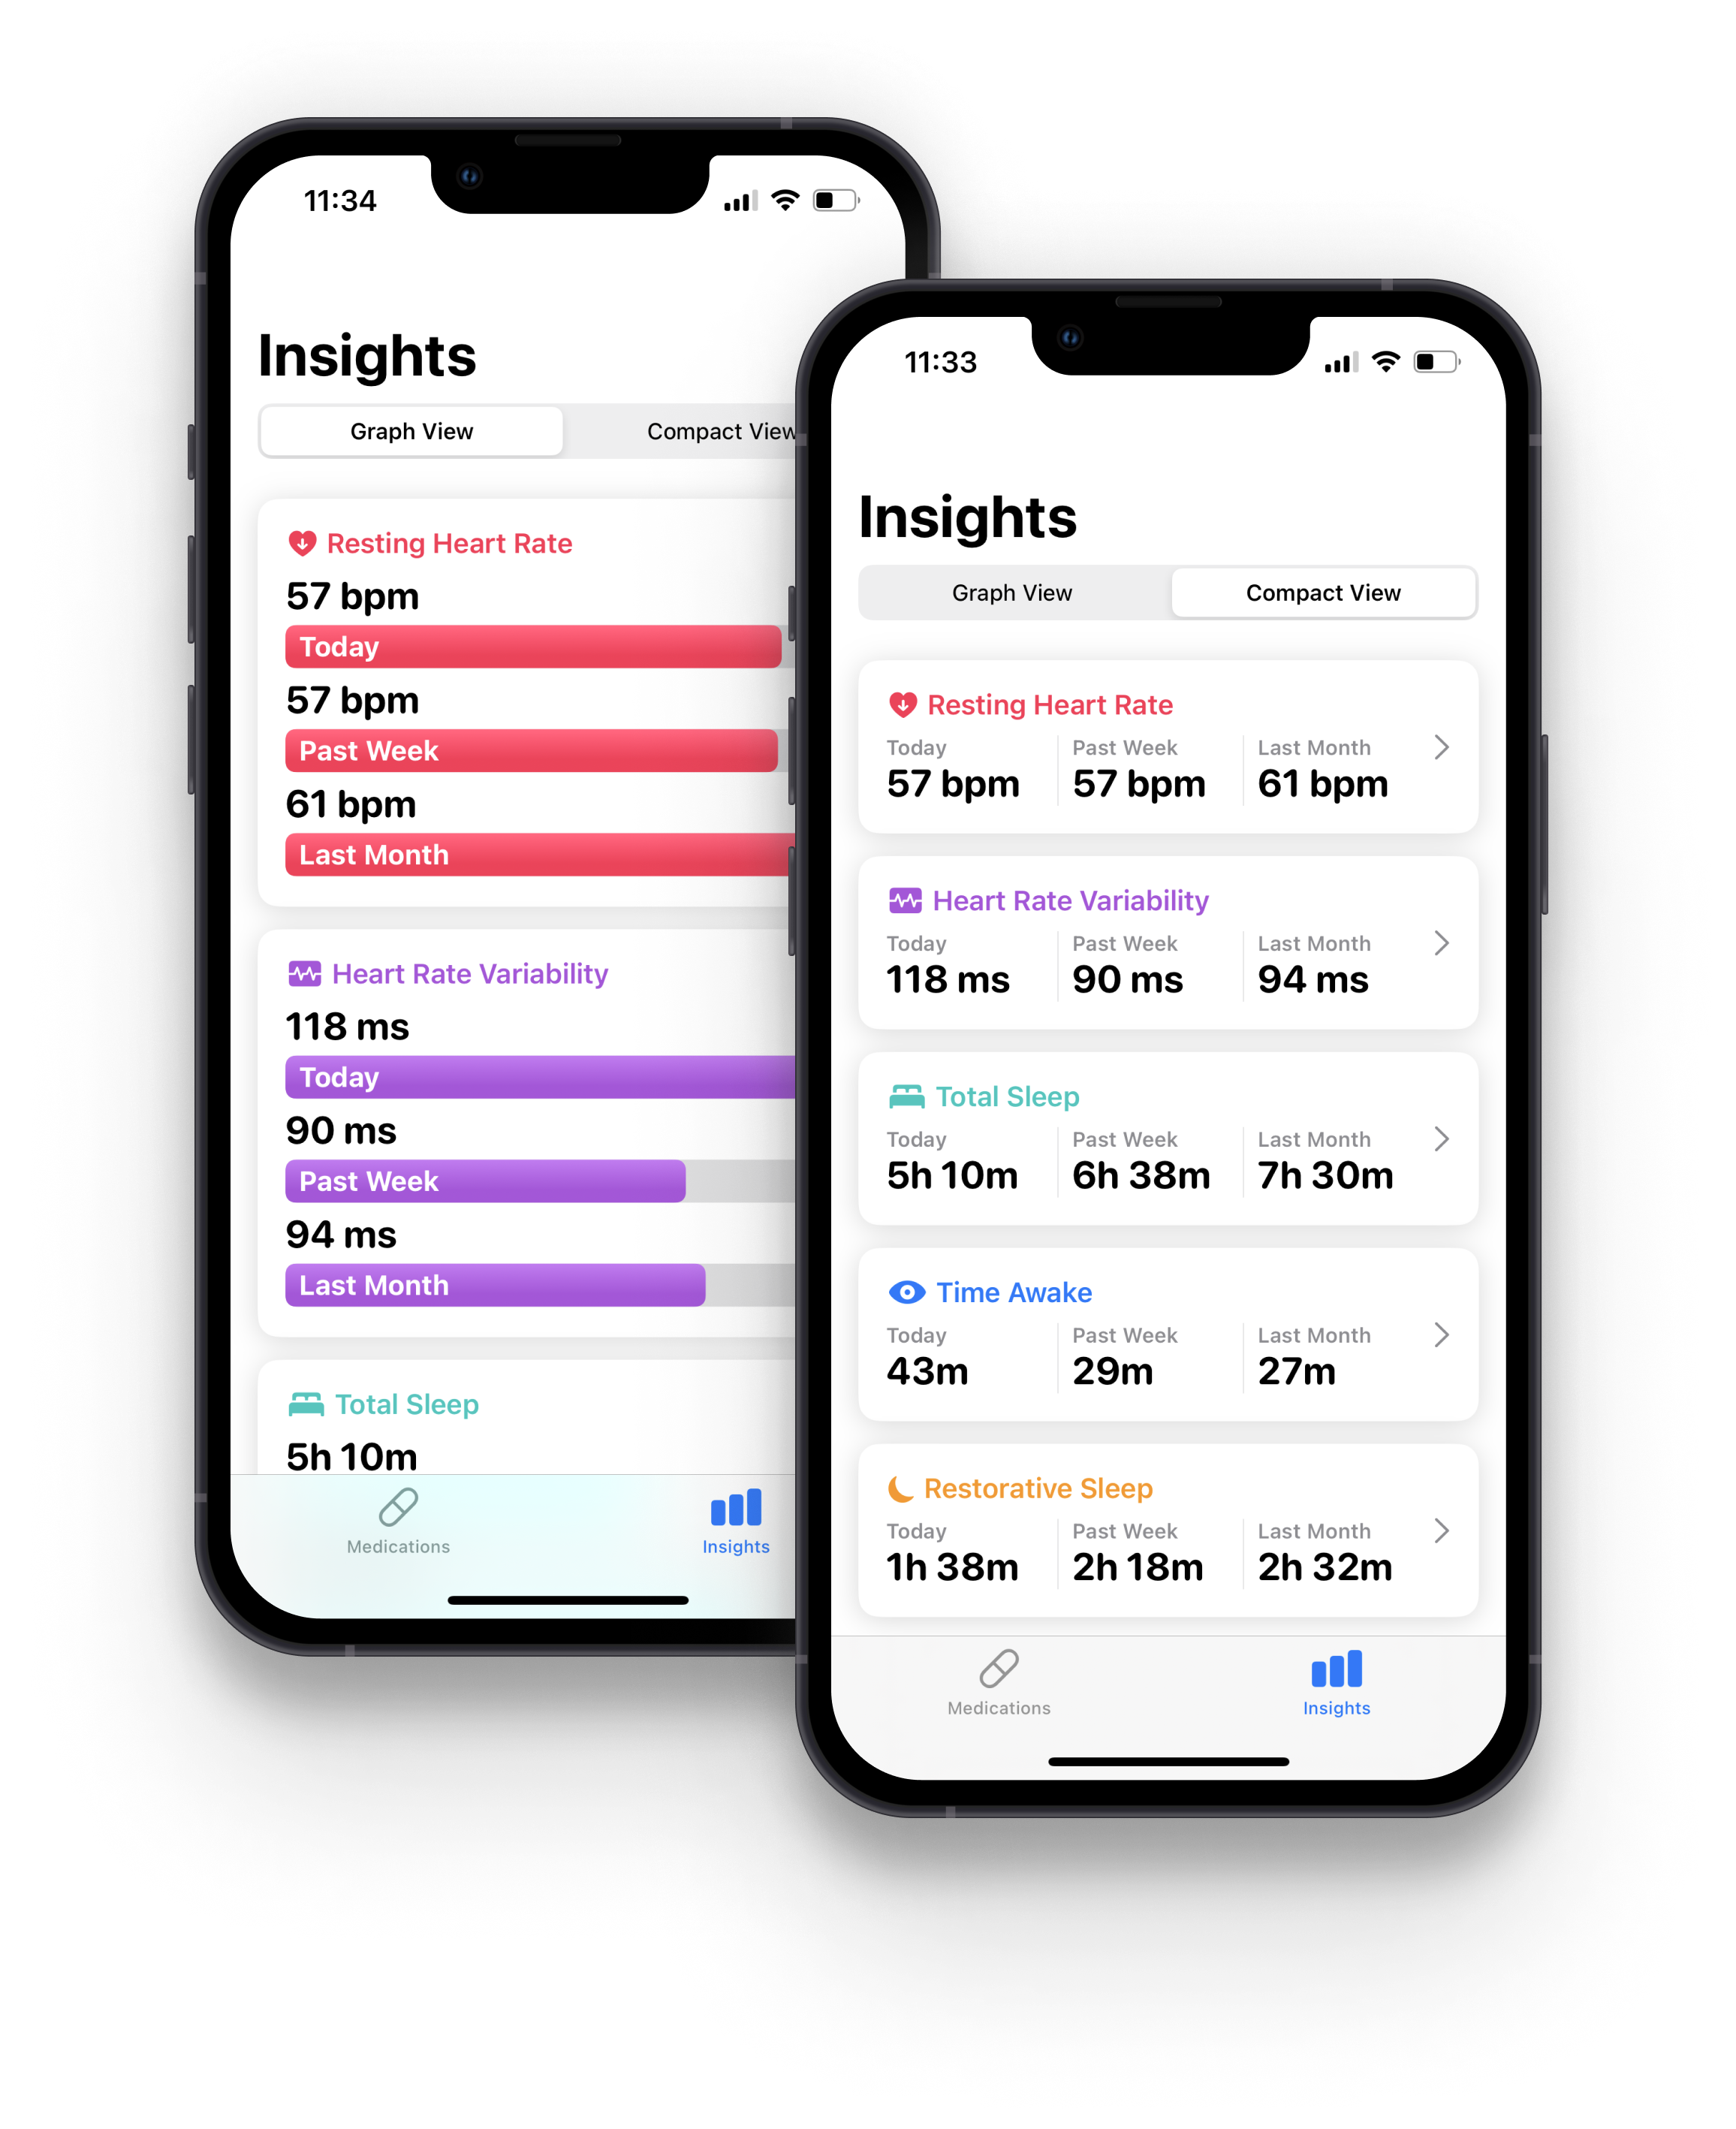 11:34
Insights
Graph View Compact View
Resting Heart Rate
57 bpm
Today
57 bpm
Past Week
61 bpm
Last Month
Heart Rate Variability
118 ms
Today
90 ms
Past Week
94 ms
Last Month
Total Sleep
5h 10m
Medications Insights
11:33
Insights
Graph View Compact View
Resting Heart Rate
Today Past Week Last Month
57 bpm 57 bpm 61 bpm
Heart Rate Variability
Today Past Week Last Month
118 ms 90 ms 94 ms
Total Sleep
Today Past Week Last Month
5h 10m 6h 38m 7h 30m
Time Awake
Today Past Week Last Month
43m 29m 27m
Restorative Sleep
Today Past Week Last Month
1h 38m 2h 18m 2h 32m
Medications Insights